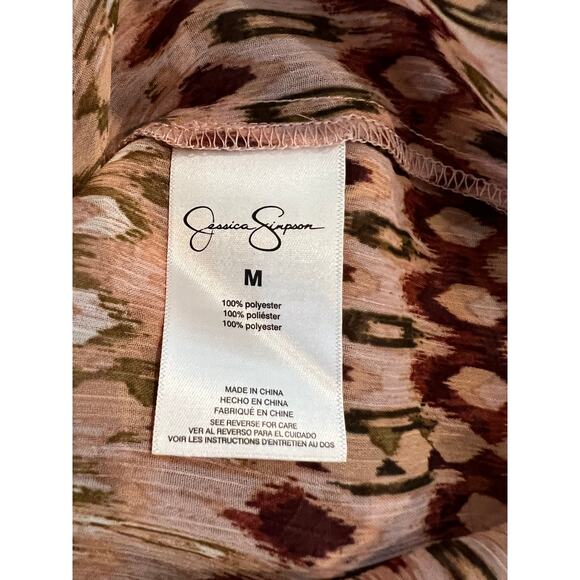 Jessica Simpson
M
100% polyester
100% poliéster
100% polyester
MADE IN CHINA
HECHO EN CHINA
FABRIQUÉ EN CHINE
SEE REVERSE FOR CARE
VER AL REVERSO PARA EL CUIDADO
VOIR LES INSTRUCTIONS D'ENTRETIEN AU DOS